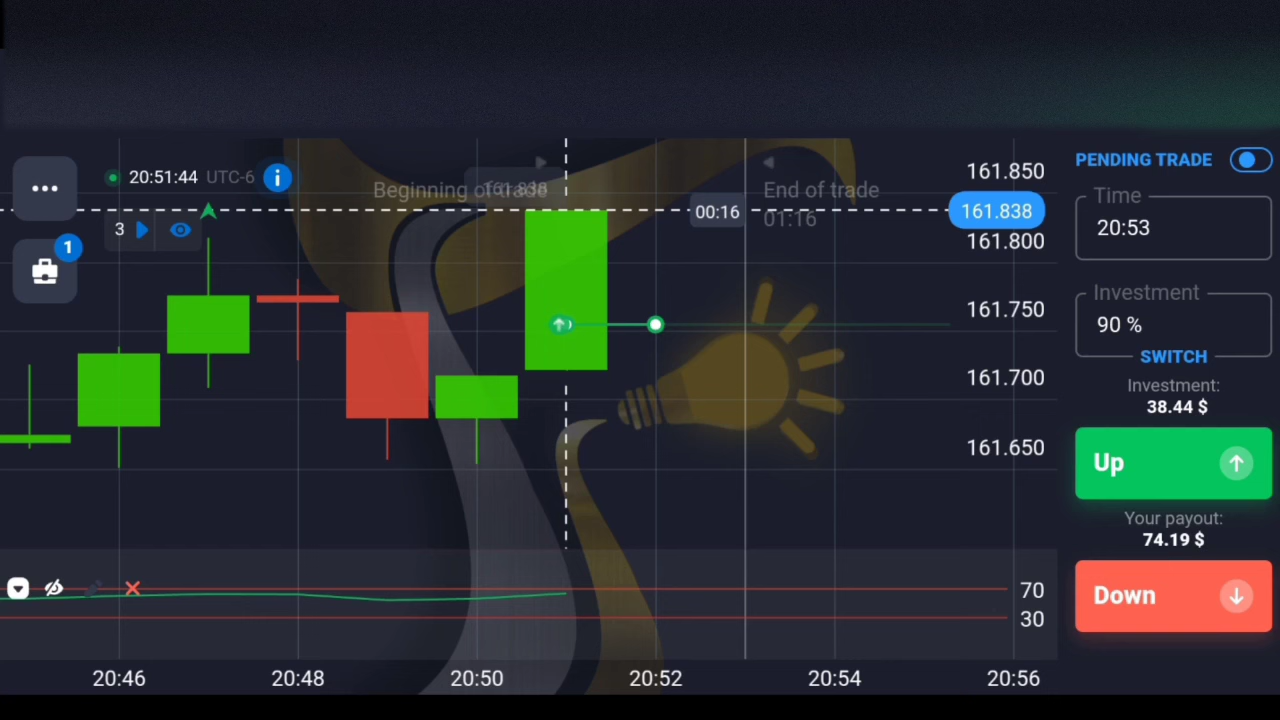 161.850
PENDING TRADE
20:51:44 UTC-6
i
Beginning of trade
161.838
End of trade
Time
00:16
01:16
161.838
20:53
3
1
161.800
Investment
161.750
90 %
SWITCH
161.700
Investment:
38.44 $
161.650
Up
Your payout:
74.19 $
70
Down
30
20:46
20:48
20:50
20:52
20:54
20:56